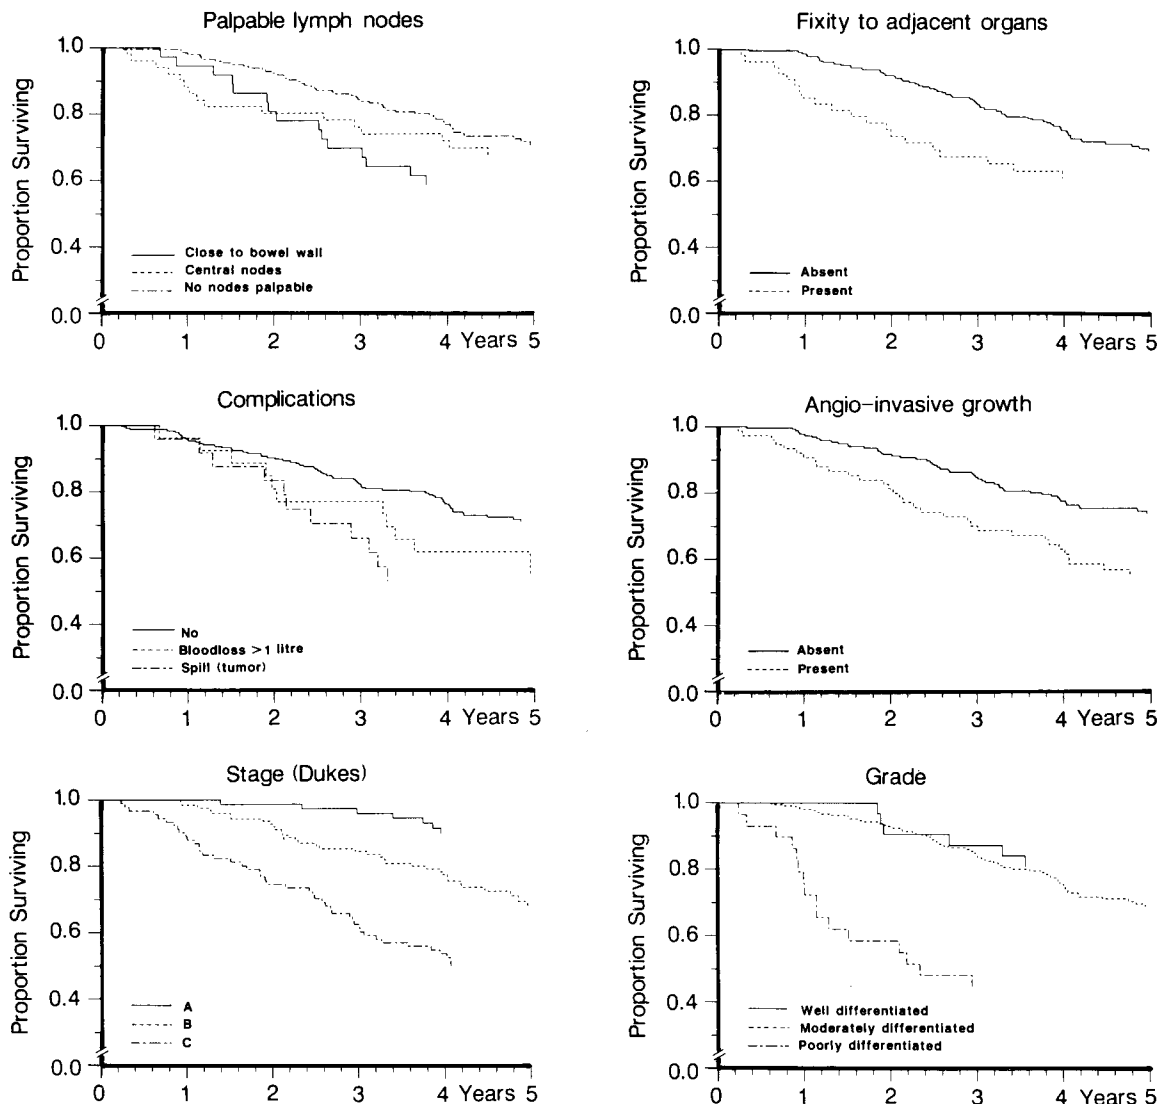 Palpable lymph nodes
Proportion Surviving
1.0
0.8
0.6
0.4
0.0
Close to bowel wall
Central nodes
No nodes palpable
0 1 2 3 4 Years 5
Fixity to adjacent organs
Proportion Surviving
1.0
0.8
0.6
0.4
0.0
Absent
Present
0 1 2 3 4 Years 5
Complications
Proportion Surviving
1.0
0.8
0.6
0.4
0.0
No
Bloodloss >1 litre
Spill (tumor)
0 1 2 3 4 Years 5
Angio-invasive growth
Proportion Surviving
1.0
0.8
0.6
0.4
0.0
Absent
Present
0 1 2 3 4 Years 5
Stage (Dukes)
Proportion Surviving
1.0
0.8
0.6
0.4
0.0
A
B
C
0 1 2 3 4 Years 5
Grade
Proportion Surviving
1.0
0.8
0.6
0.4
0.0
Well differentiated
Moderately differentiated
Poorly differentiated
0 1 2 3 4 Years 5